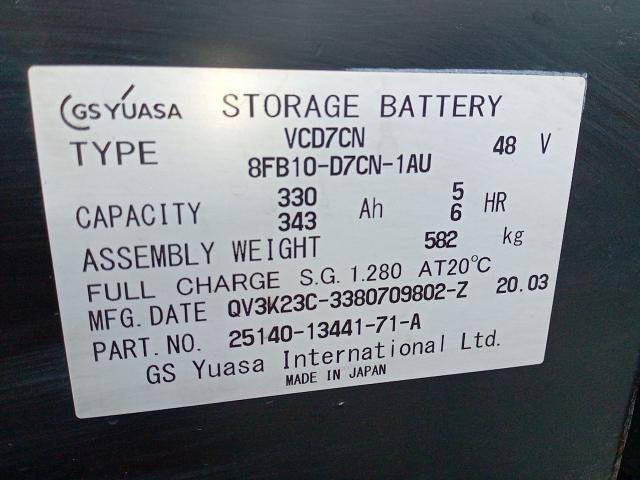 GS YUASA STORAGE BATTERY
TYPE VCD7CN 48 V
8FB10-D7CN-1AU
CAPACITY 330 Ah 5 HR
343 6
ASSEMBLY WEIGHT 582 kg
FULL CHARGE S.G. 1.280 AT20℃
MFG. DATE QV3K23C-3380709802-Z 20.03
PART. NO. 25140-13441-71-A
GS Yuasa International Ltd.
MADE IN JAPAN